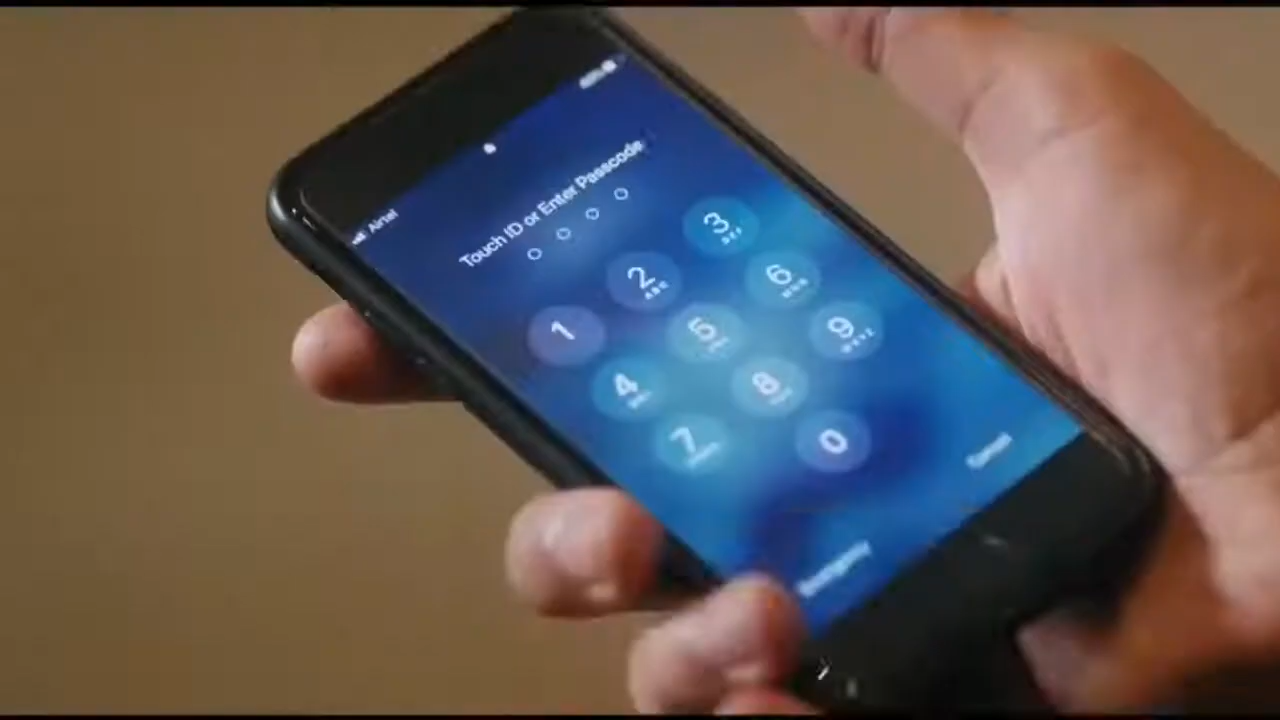 Airtel
Touch ID or Enter Passcode
1
2 ABC
3 DEF
4
5
6 MNO
7
8
9 WXYZ
0
Emergency
Cancel